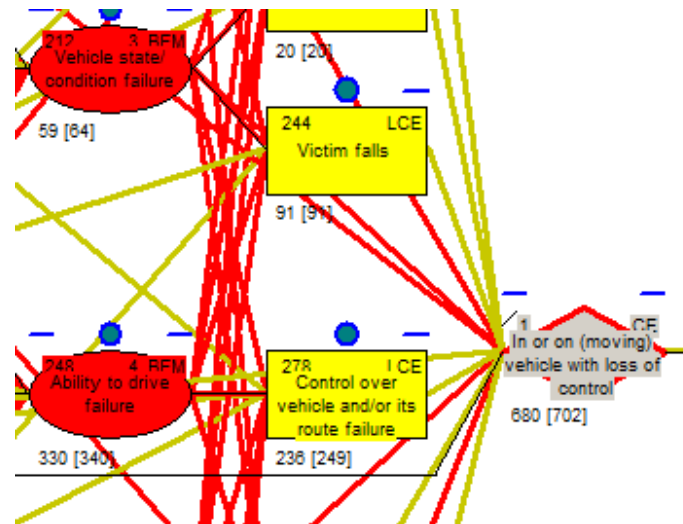 212 3 BFM
Vehicle state/
condition failure
59 [64]
20 [20]
244 LCE
Victim falls
91 [91]
248 4 BFM
Ability to drive
failure
330 [340]
278 LCE
Control over
vehicle and/or its
route failure
236 [249]
1 CE
In or on (moving)
vehicle with loss of
control
680 [702]